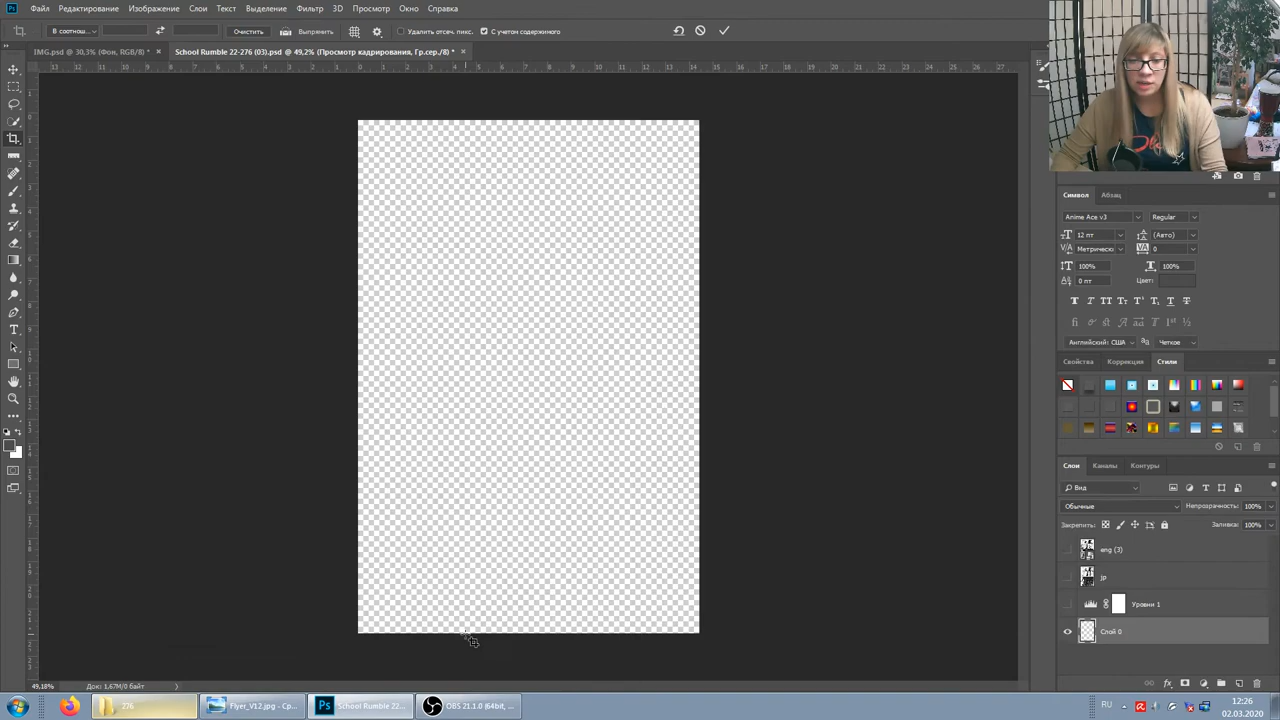 Ps Файл Редактирование Изображение Слои Текст Выделение Фильтр 3D Просмотр Окно Справка
В соотнош... Очистить Выпрямить Удалить отсеч. пикс. С учетом содержимого
IMG.psd @ 30,3% (Фон, RGB/8) * × School Rumble 22-276 (03).psd @ 49,2% (Просмотр кадрирования, Гр.сер./8) * ×
Символ Абзац
Anime Ace v3 Regular
12 пт (Авто)
Метрическ 0
100% 100%
0 пт Цвет:
Английский: США Четкое
Свойства Коррекция Стили
Слои Каналы Контуры
Вид
Обычные Непрозрачность: 100%
Закрепить: Заливка: 100%
eng (3)
jp
Уровни 1
Слой 0
49,18% Док: 1,67M/0 байт
276 Flyer_V12.jpg - Ср... Ps School Rumble 22... OBS 21.1.0 (64bit, ... RU 12:26
02.03.2020